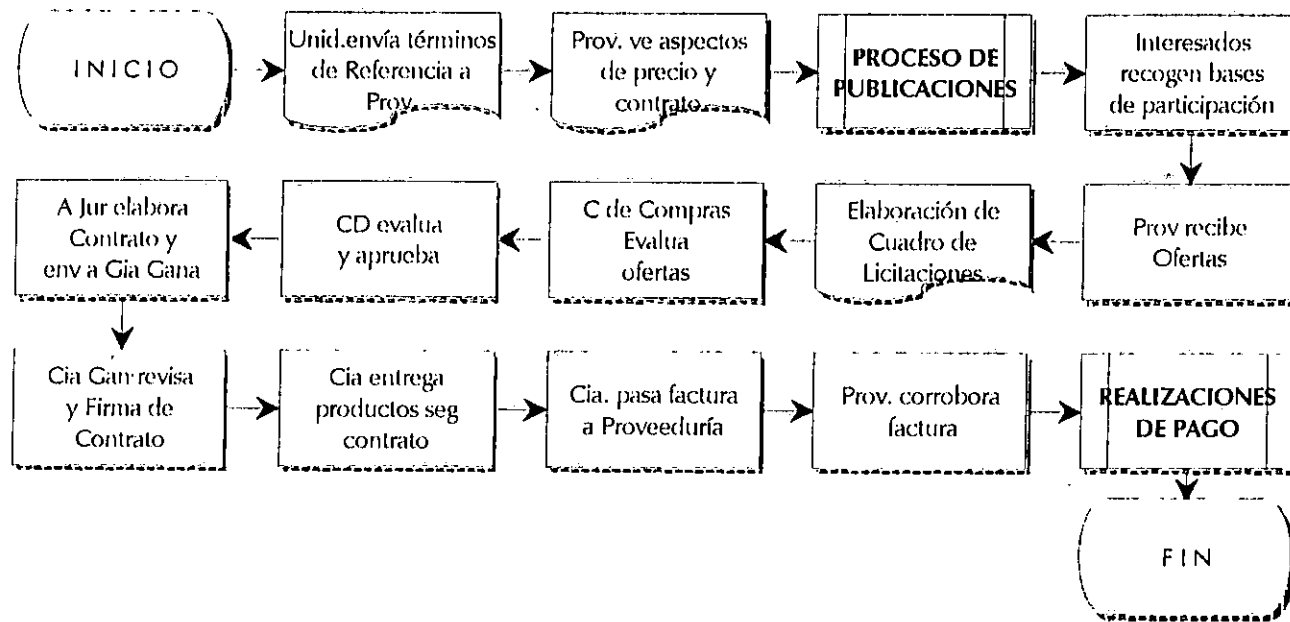 INICIO
Unid.envía términos
de Referencia a
Prov.
Prov. ve aspectos
de precio y
contrato
PROCESO DE
PUBLICACIONES
Interesados
recogen bases
de participación
Prov recibe
Ofertas
Elaboración de
Cuadro de
Licitaciones
C de Compras
Evalua
ofertas
CD evalua
y aprueba
A Jur elabora
Contrato y
env a Gia Gana
Cia Gan revisa
y Firma de
Contrato
Cia entrega
productos seg
contrato
Cia. pasa factura
a Proveeduría
Prov. corrobora
factura
REALIZACIONES
DE PAGO
FIN